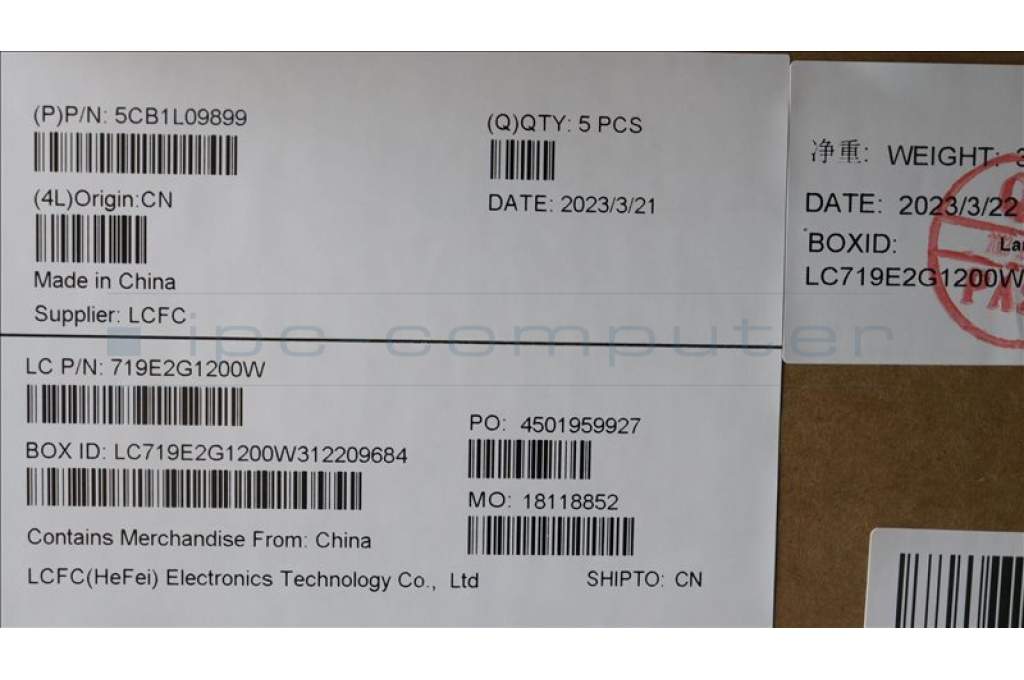 (P)P/N: 5CB1L09899
(Q)QTY: 5 PCS
(4L)Origin:CN
DATE: 2023/3/21
Made in China
Supplier: LCFC
ipc computer
LC P/N: 719E2G1200W
PO: 4501959927
BOX ID: LC719E2G1200W312209684
MO: 18118852
Contains Merchandise From: China
LCFC(HeFei) Electronics Technology Co., Ltd
SHIPTO: CN
净重: WEIGHT:
DATE: 2023/3/22
BOXID:
LC719E2G1200W